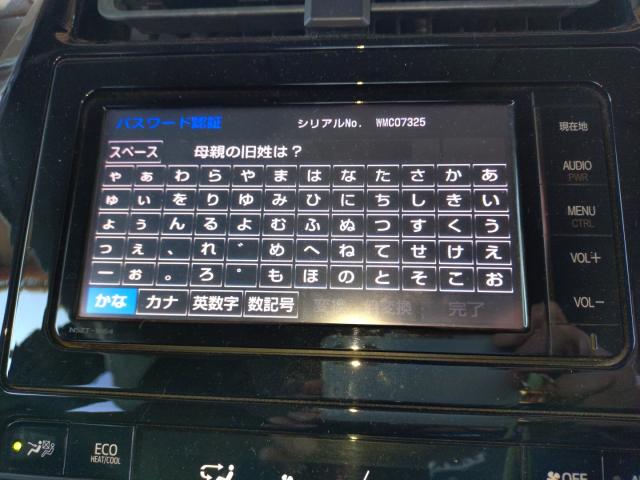 パスワード認証 シリアルNo. WMC07325
スペース 母親の旧姓は？
ゃ ぁ わ ら や ま は な た さ か あ
ゅ ぃ を り ゆ み ひ に ち し き い
ょ ぅ ん る よ む ふ ぬ つ す く う
っ ぇ 、 れ ゛ め へ ね て せ け え
ー ぉ 。 ろ ゜ も ほ の と そ こ お
かな カナ 英数字 数記号 変換 無変換 完了
現在地
AUDIO
PWR
MENU
CTRL
VOL+
VOL−
ECO
HEAT/COOL
OFF